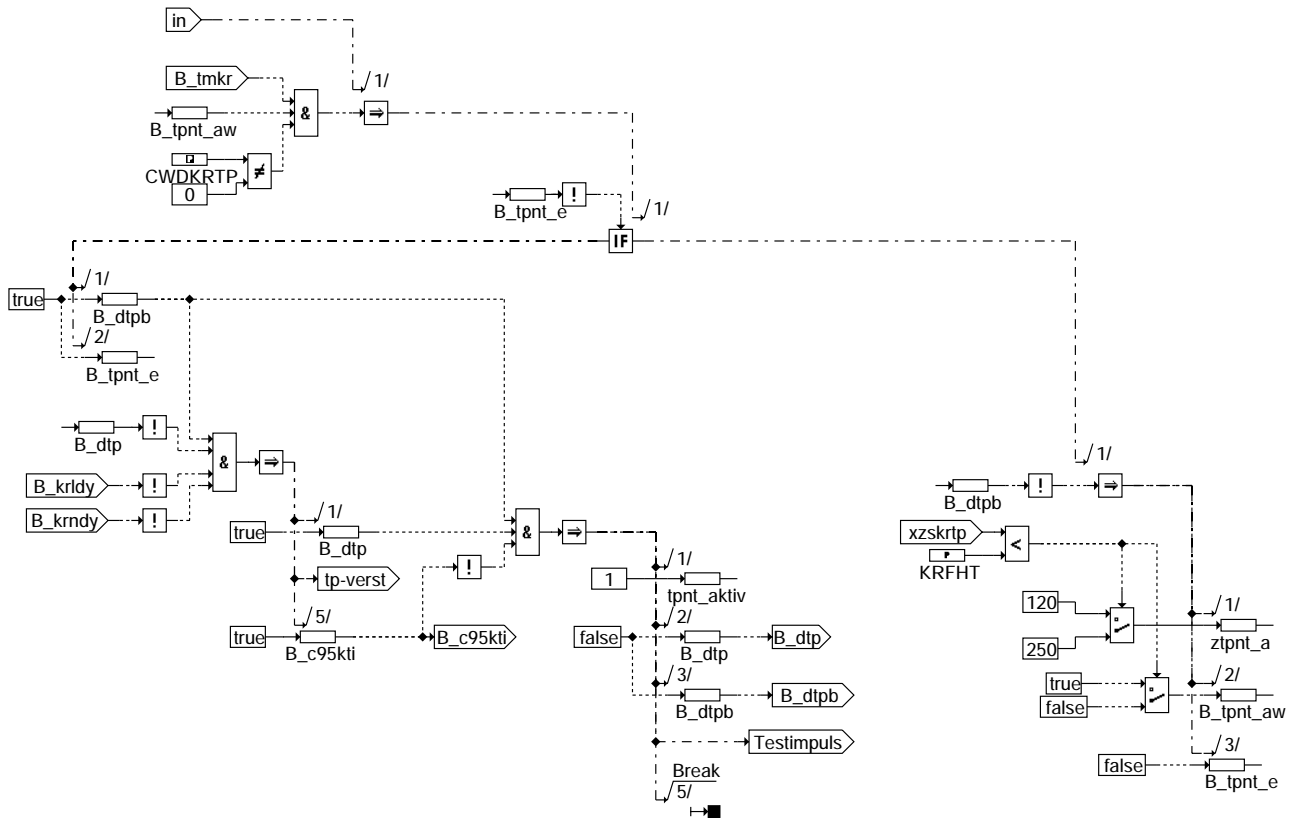 in
B_tmkr
1/
&
⇒
B_tpnt_aw
CWDKRTP
≠
0
B_tpnt_e
!
1/
IF
1/
true
B_dtpb
2/
B_tpnt_e
B_dtp
!
&
⇒
B_krldy
!
B_krndy
!
1/
true
B_dtp
tp-verst
5/
true
B_c95kti
B_c95kti
!
&
⇒
1/
1
tpnt_aktiv
2/
false
B_dtp
B_dtp
3/
B_dtpb
B_dtpb
Testimpuls
Break
5/
1/
B_dtpb
!
⇒
xzskrtp
<
P
KRFHT
120
250
1/
ztpnt_a
true
false
2/
B_tpnt_aw
3/
false
B_tpnt_e